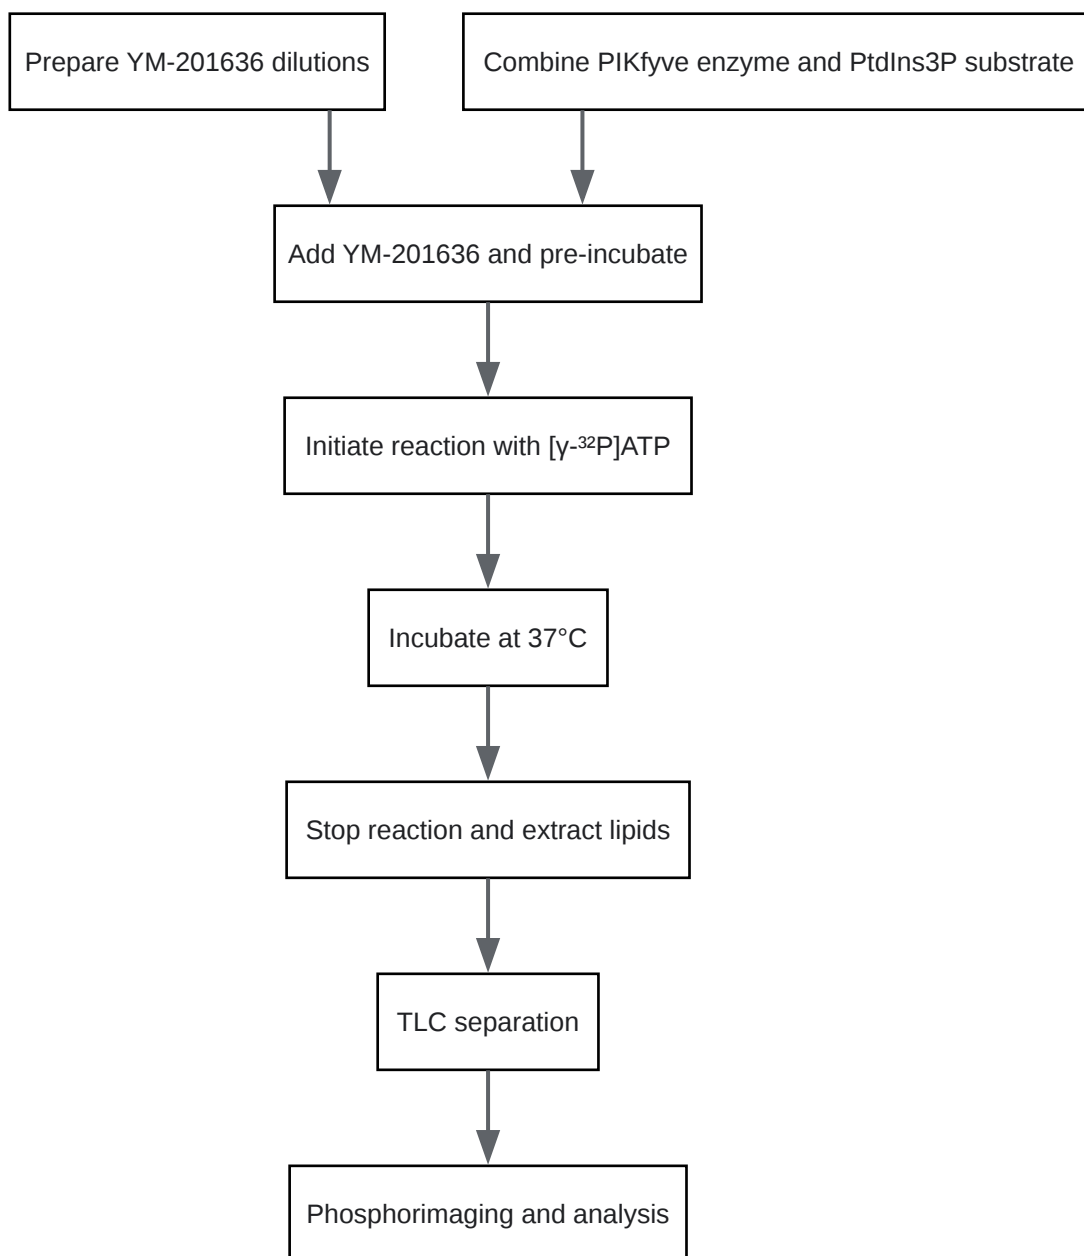 Prepare YM-201636 dilutions
Combine PIKfyve enzyme and PtdIns3P substrate
Add YM-201636 and pre-incubate
Initiate reaction with [γ-³²P]ATP
Incubate at 37°C
Stop reaction and extract lipids
TLC separation
Phosphorimaging and analysis